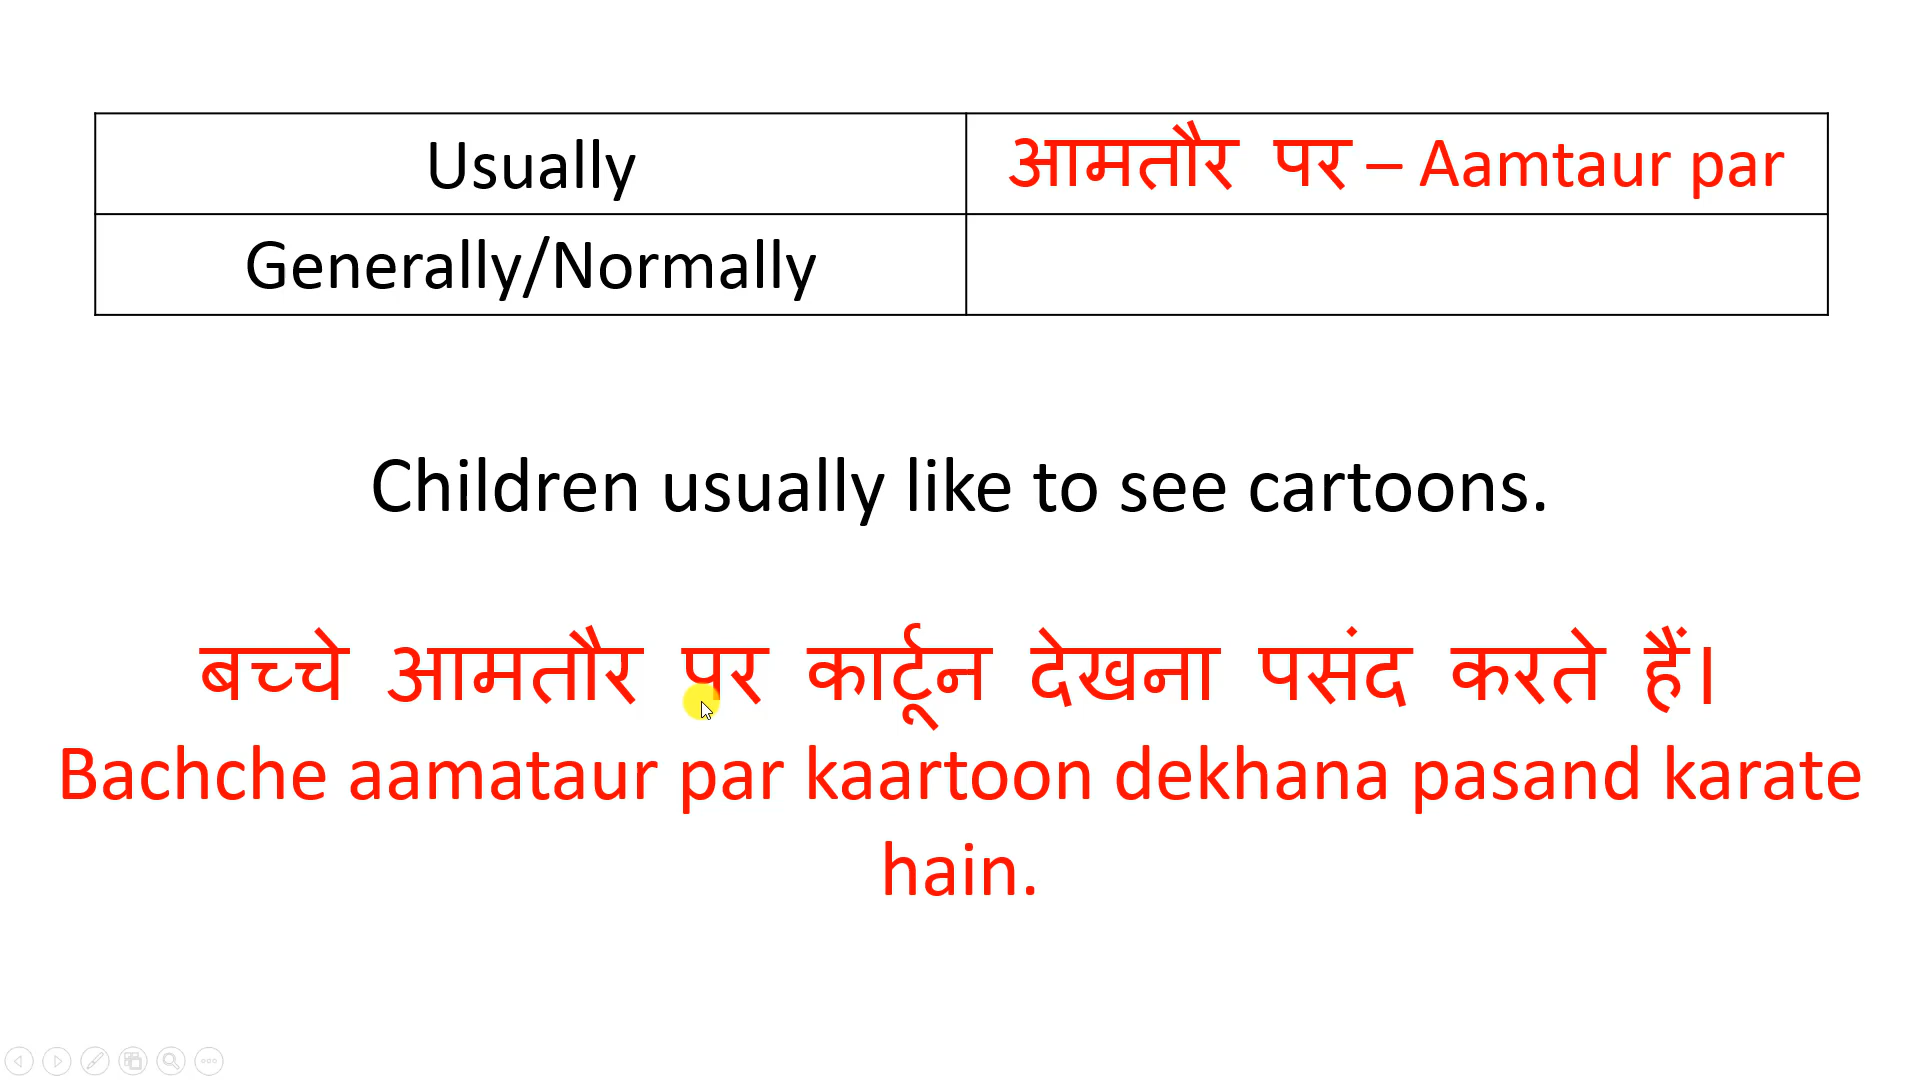 Usually
आमतौर पर – Aamtaur par
Generally/Normally
Children usually like to see cartoons.
बच्चे आमतौर पर कार्टून देखना पसंद करते हैं।
Bachche aamataur par kaartoon dekhana pasand karate
hain.